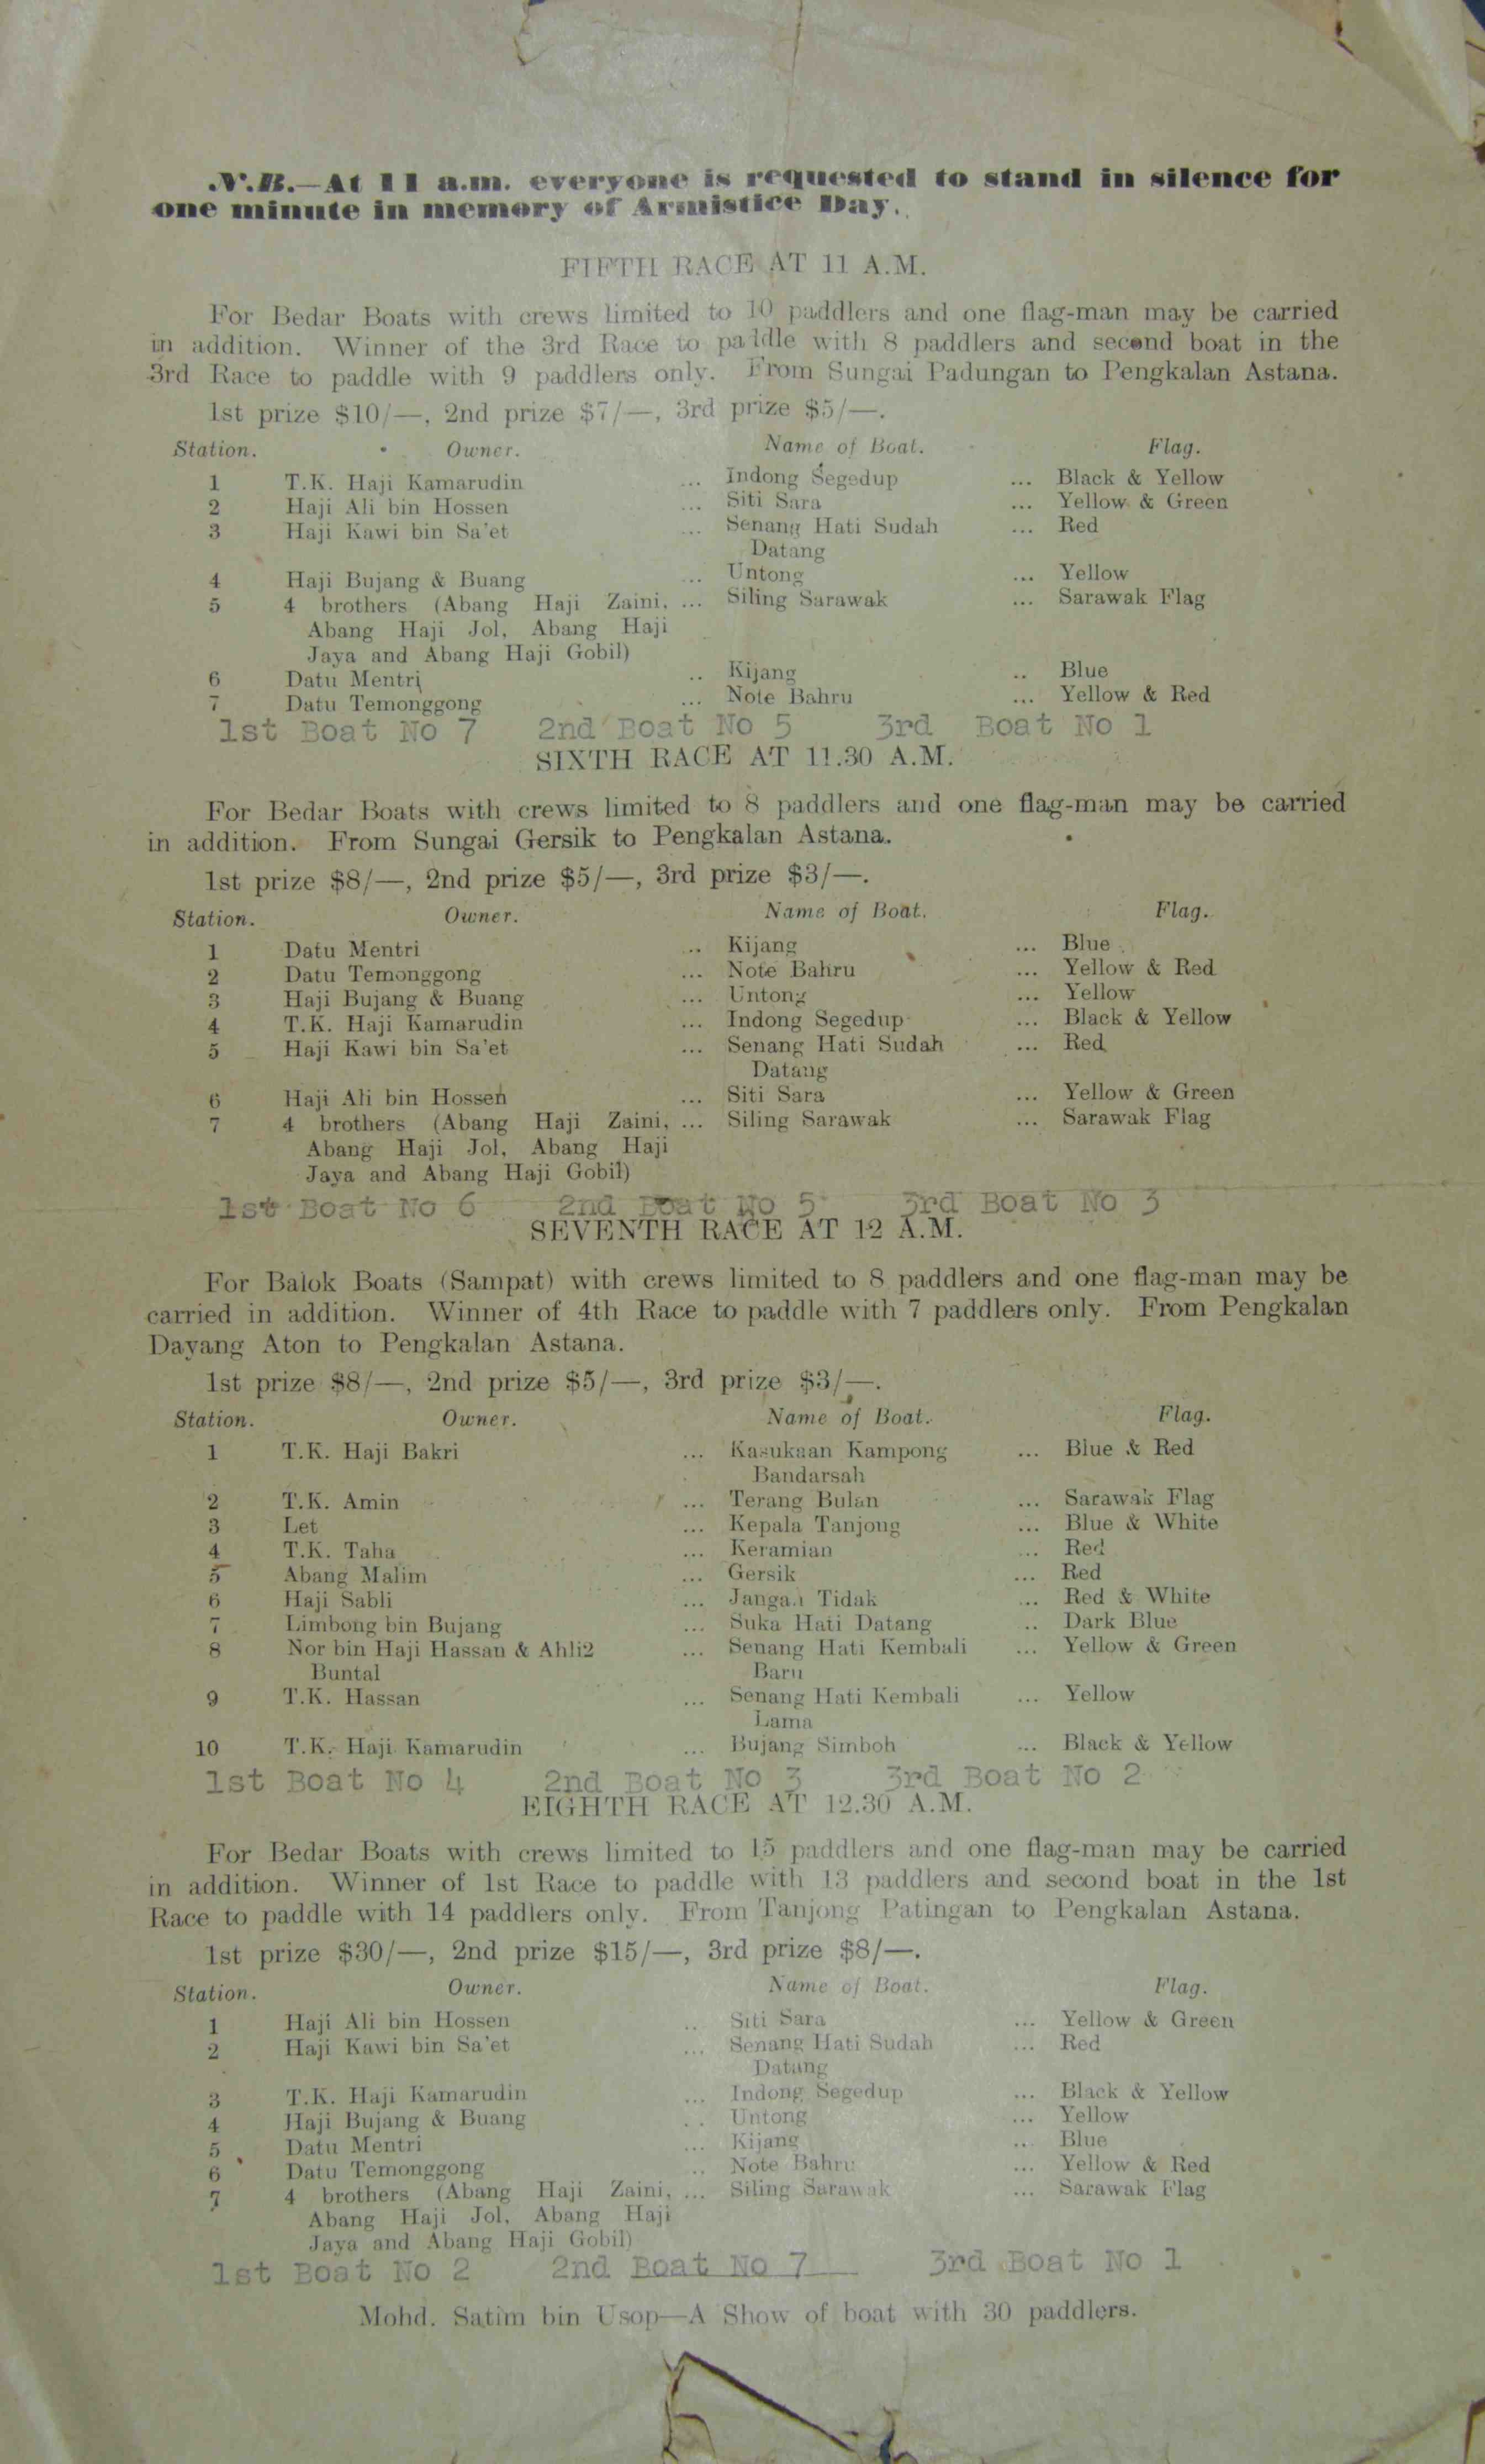 N.B.—At 11 a.m. everyone is requested to stand in silence for
one minute in memory of Armistice Day.
FIFTH RACE AT 11 A.M.
For Bedar Boats with crews limited to 10 paddlers and one flag-man may be carried
in addition. Winner of the 3rd Race to paddle with 8 paddlers and second boat in the
3rd Race to paddle with 9 paddlers only. From Sungai Padungan to Pengkalan Astana.
1st prize $10/—, 2nd prize $7/—, 3rd prize $5/—.
Station. Owner. Name of Boat. Flag.
1 T.K. Haji Kamarudin ... Indong Segedup ... Black & Yellow
2 Haji Ali bin Hossen ... Siti Sara ... Yellow & Green
3 Haji Kawi bin Sa'et ... Senang Hati Sudah ... Red
Datang
4 Haji Bujang & Buang ... Untong ... Yellow
5 4 brothers (Abang Haji Zaini, ... Siling Sarawak ... Sarawak Flag
Abang Haji Jol, Abang Haji
Jaya and Abang Haji Gobil)
6 Datu Mentri .. Kijang .. Blue
7 Datu Temonggong ... Note Bahru ... Yellow & Red
1st Boat No 7 2nd Boat No 5 3rd Boat No 1
SIXTH RACE AT 11.30 A.M.
For Bedar Boats with crews limited to 8 paddlers and one flag-man may be carried
in addition. From Sungai Gersik to Pengkalan Astana.
1st prize $8/—, 2nd prize $5/—, 3rd prize $3/—.
Station. Owner. Name of Boat. Flag.
1 Datu Mentri .. Kijang ... Blue
2 Datu Temonggong ... Note Bahru ... Yellow & Red
3 Haji Bujang & Buang ... Untong ... Yellow
4 T.K. Haji Kamarudin ... Indong Segedup ... Black & Yellow
5 Haji Kawi bin Sa'et ... Senang Hati Sudah ... Red
Datang
6 Haji Ali bin Hossen ... Siti Sara ... Yellow & Green
7 4 brothers (Abang Haji Zaini, ... Siling Sarawak ... Sarawak Flag
Abang Haji Jol, Abang Haji
Jaya and Abang Haji Gobil)
1st Boat No 6 2nd Boat No 5 3rd Boat No 3
SEVENTH RACE AT 12 A.M.
For Balok Boats (Sampat) with crews limited to 8 paddlers and one flag-man may be
carried in addition. Winner of 4th Race to paddle with 7 paddlers only. From Pengkalan
Dayang Aton to Pengkalan Astana.
1st prize $8/—, 2nd prize $5/—, 3rd prize $3/—.
Station. Owner. Name of Boat. Flag.
1 T.K. Haji Bakri ... Kasukaan Kampong ... Blue & Red
Bandarsah
2 T.K. Amin ... Terang Bulan ... Sarawak Flag
3 Let ... Kepala Tanjong ... Blue & White
4 T.K. Taha ... Keramian ... Red
5 Abang Malim ... Gersik ... Red
6 Haji Sabli ... Jangan Tidak ... Red & White
7 Limbong bin Bujang ... Suka Hati Datang .. Dark Blue
8 Nor bin Haji Hassan & Ahli2 ... Senang Hati Kembali ... Yellow & Green
Buntal Baru
9 T.K. Hassan ... Senang Hati Kembali ... Yellow
Lama
10 T.K. Haji Kamarudin ... Bujang Simboh ... Black & Yellow
1st Boat No 4 2nd Boat No 3 3rd Boat No 2
EIGHTH RACE AT 12.30 A.M.
For Bedar Boats with crews limited to 15 paddlers and one flag-man may be carried
in addition. Winner of 1st Race to paddle with 13 paddlers and second boat in the 1st
Race to paddle with 14 paddlers only. From Tanjong Patingan to Pengkalan Astana.
1st prize $30/—, 2nd prize $15/—, 3rd prize $8/—.
Station. Owner. Name of Boat. Flag.
1 Haji Ali bin Hossen .. Siti Sara ... Yellow & Green
2 Haji Kawi bin Sa'et ... Senang Hati Sudah ... Red
Datang
3 T.K. Haji Kamarudin ... Indong Segedup ... Black & Yellow
4 Haji Bujang & Buang ... Untong ... Yellow
5 Datu Mentri ... Kijang ... Blue
6 Datu Temonggong .. Note Bahru ... Yellow & Red
7 4 brothers (Abang Haji Zaini, ... Siling Sarawak ... Sarawak Flag
Abang Haji Jol, Abang Haji
Jaya and Abang Haji Gobil)
1st Boat No 2 2nd Boat No 7 3rd Boat No 1
Mohd. Satim bin Usop—A Show of boat with 30 paddlers.